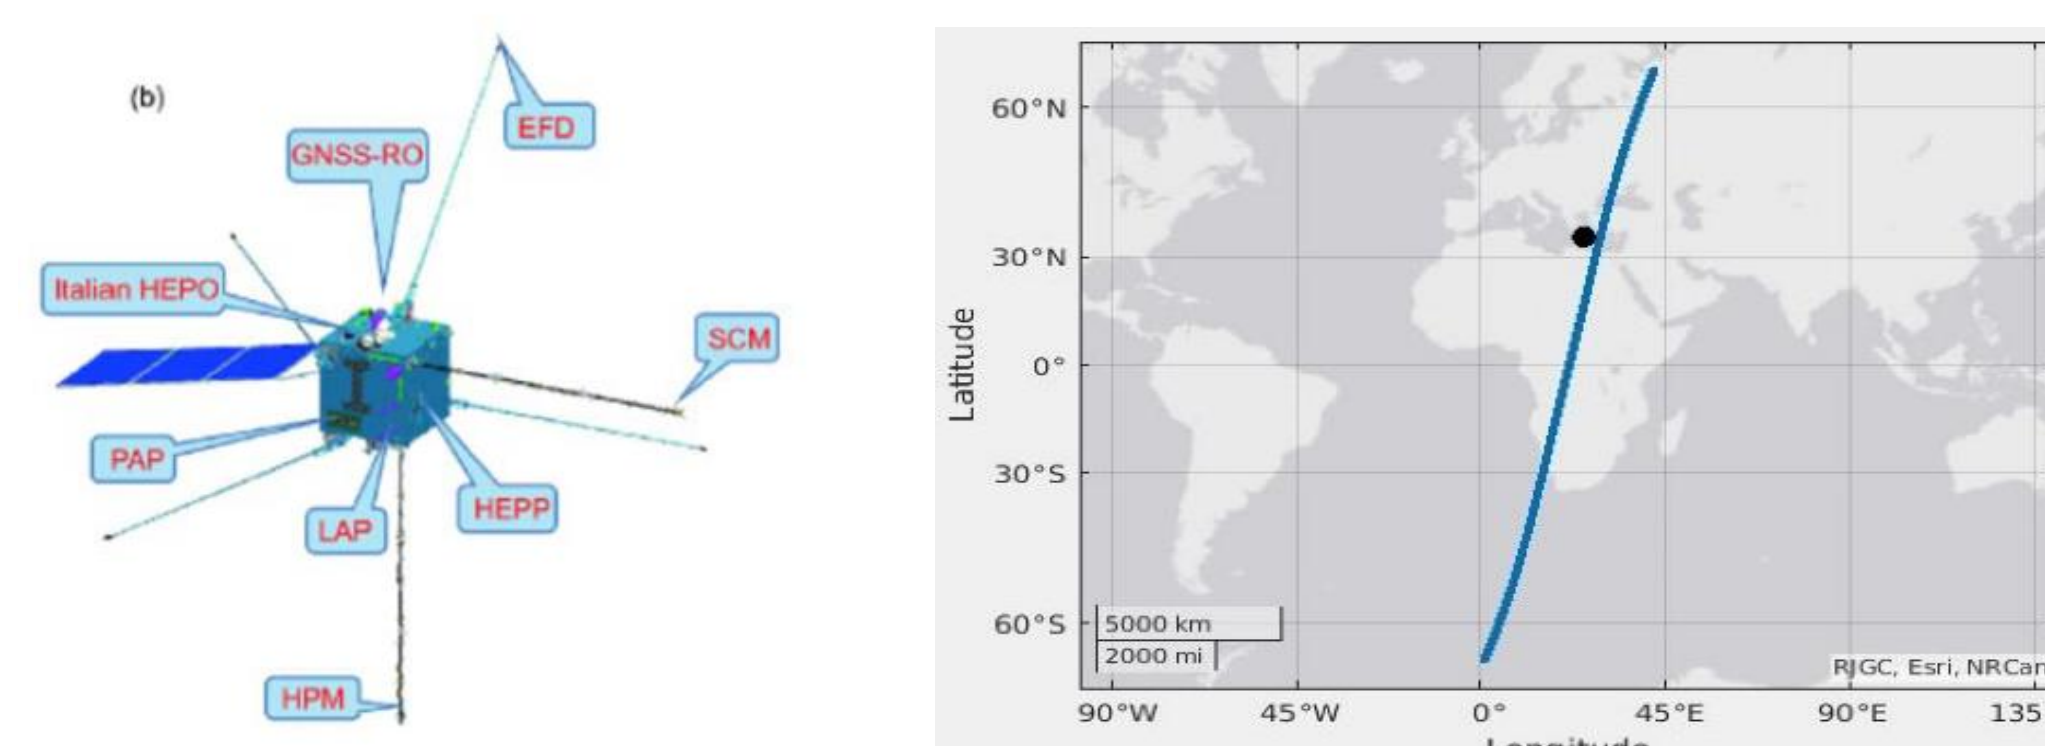 (b)
EFD
GNSS-RO
Italian HEPO
SCM
PAP
LAP
HEPP
HPM
Latitude
60°N
30°N
0°
30°S
60°S
5000 km
2000 mi
RJGC, Esri, NRCan
90°W 45°W 0° 45°E 90°E 135
Longitude